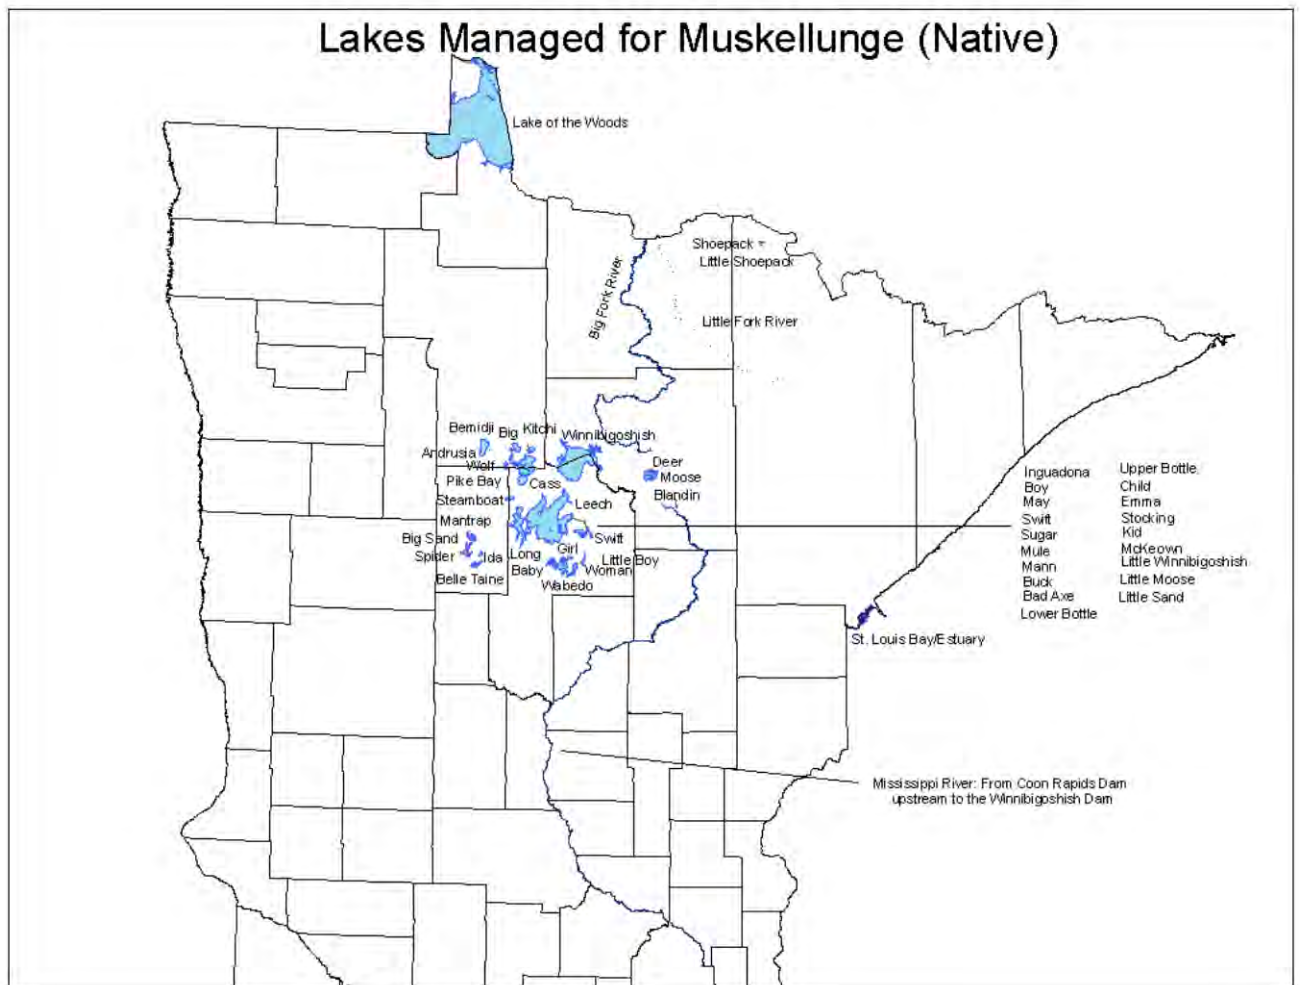 Lakes Managed for Muskellunge (Native)
Lake of the Woods
Shoepack
Little Shoepack
Big Fork River
Little Fork River
Bemidji
Big
Kitchi
Winnibigoshish
Andrusia
Wolf
Deer
Moose
Pike Bay
Cass
Blandin
Steamboat
Leech
Mantrap
Big Sand
Swift
Spider
Ida
Long
Girl
Little Boy
Baby
Woman
Belle Taine
Wabedo
Inguadona
Boy
May
Swift
Sugar
Mule
Mann
Buck
Bad Axe
Lower Bottle
Upper Bottle
Child
Emma
Stocking
Kid
McKeown
Little Winnibigoshish
Little Moose
Little Sand
St. Louis Bay/Estuary
Mississippi River: From Coon Rapids Dam
upstream to the Winnibigoshish Dam